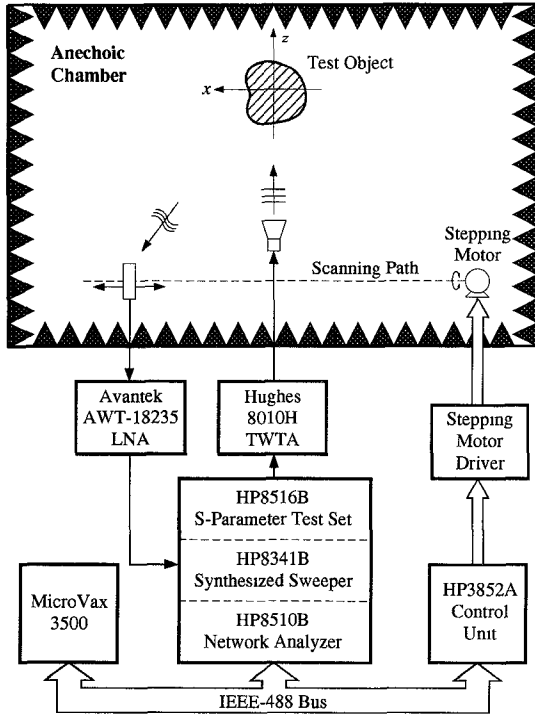 Anechoic
Chamber
z
Test Object
x
Stepping
Motor
Scanning Path
Avantek
AWT-18235
LNA
Hughes
8010H
TWTA
Stepping
Motor
Driver
HP8516B
S-Parameter Test Set
HP8341B
Synthesized Sweeper
HP8510B
Network Analyzer
MicroVax
3500
HP3852A
Control
Unit
IEEE-488 Bus